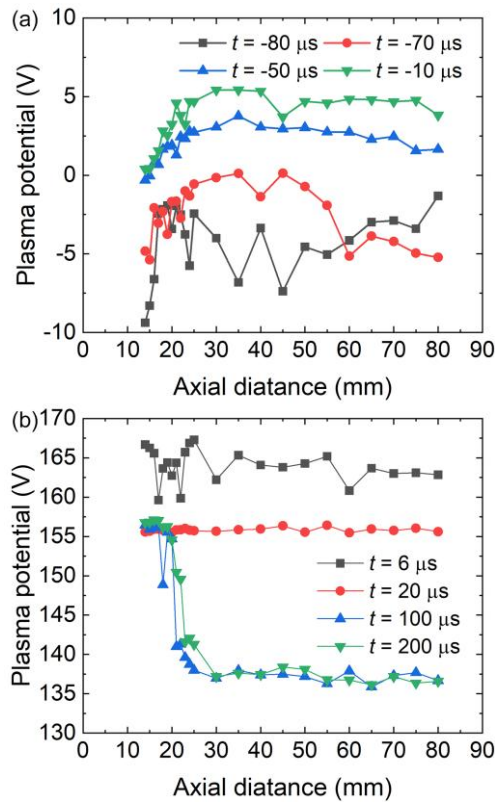 (a)
t = -80 μs
t = -70 μs
t = -50 μs
t = -10 μs
10
5
0
-5
-10
Plasma potential (V)
0 10 20 30 40 50 60 70 80 90
Axial diatance (mm)
(b)
170
165
160
155
150
145
140
135
130
Plasma potential (V)
t = 6 μs
t = 20 μs
t = 100 μs
t = 200 μs
0 10 20 30 40 50 60 70 80 90
Axial diatance (mm)